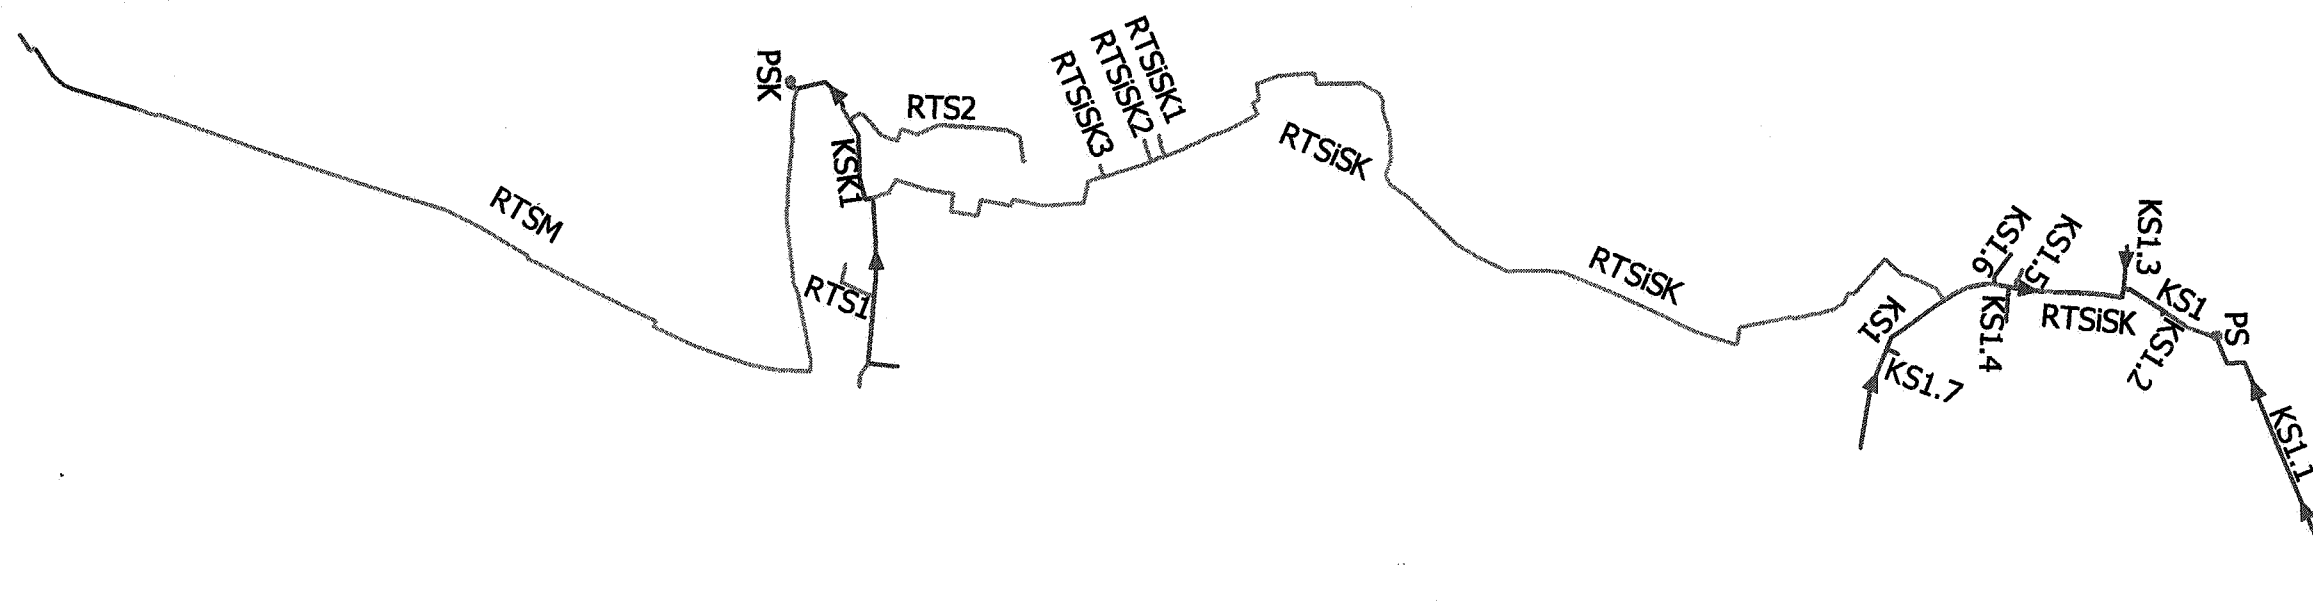 RTSM
PSK
RTS2
KSK1
RTS1
RTSiSK3
RTSiSK2
RTSiSK1
RTSiSK
RTSiSK
KS1
KS1.7
KS1.6
KS1.5
KS1.4
RTSiSK
KS1.3
KS1
KS1.2
PS
KS1.1